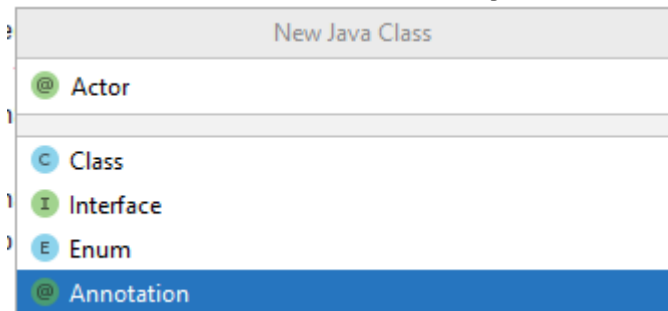 New Java Class
@ Actor
C Class
I Interface
E Enum
@ Annotation